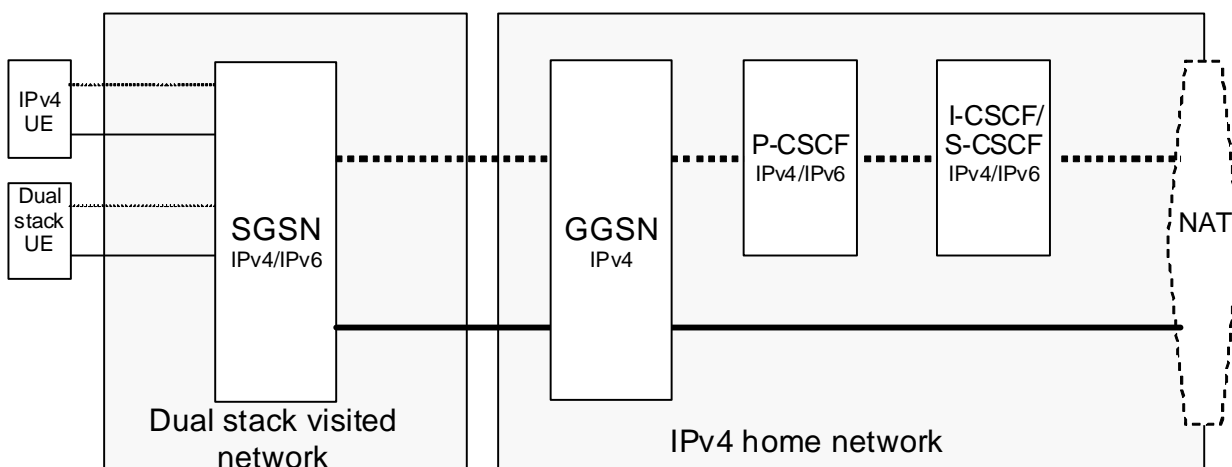 IPv4
UE
Dual
stack
UE
SGSN
IPv4/IPv6
GGSN
IPv4
P-CSCF
IPv4/IPv6
I-CSCF/
S-CSCF
IPv4/IPv6
NAT
Dual stack visited
network
IPv4 home network